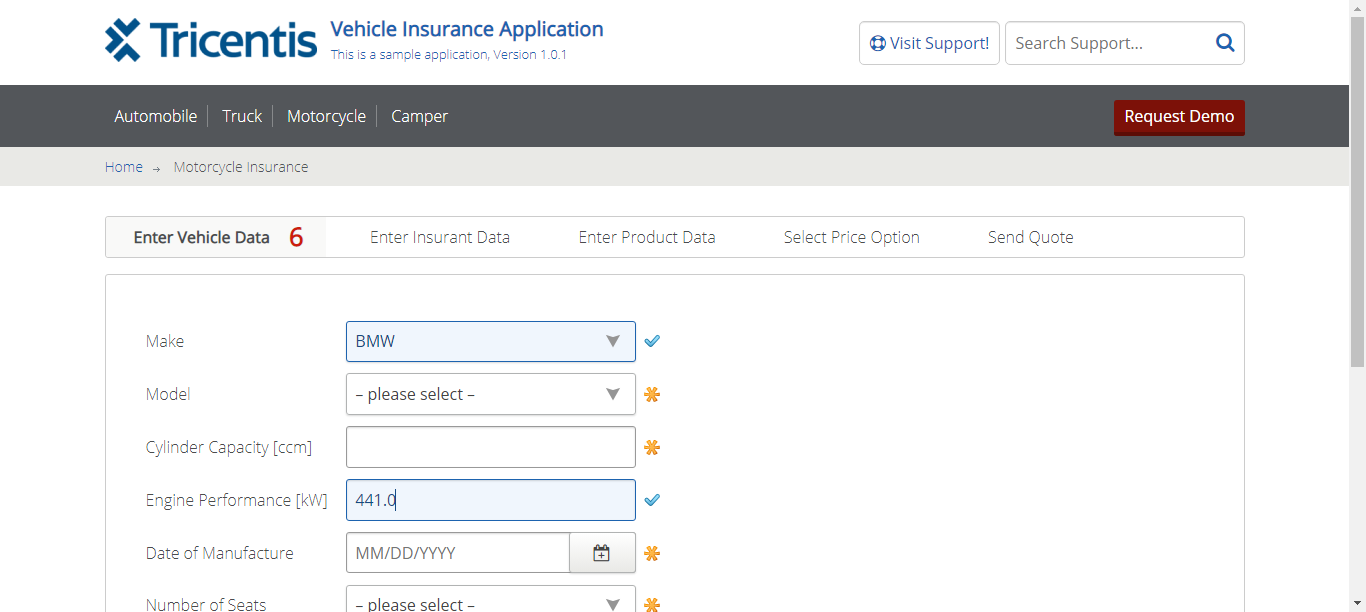 Tricentis
Vehicle Insurance Application
This is a sample application, Version 1.0.1
Visit Support!
Search Support...
Automobile
Truck
Motorcycle
Camper
Request Demo
Home → Motorcycle Insurance
Enter Vehicle Data 6
Enter Insurant Data
Enter Product Data
Select Price Option
Send Quote
Make
BMW
Model
– please select –
Cylinder Capacity [ccm]
Engine Performance [kW]
441.0
Date of Manufacture
MM/DD/YYYY
Number of Seats
– please select –